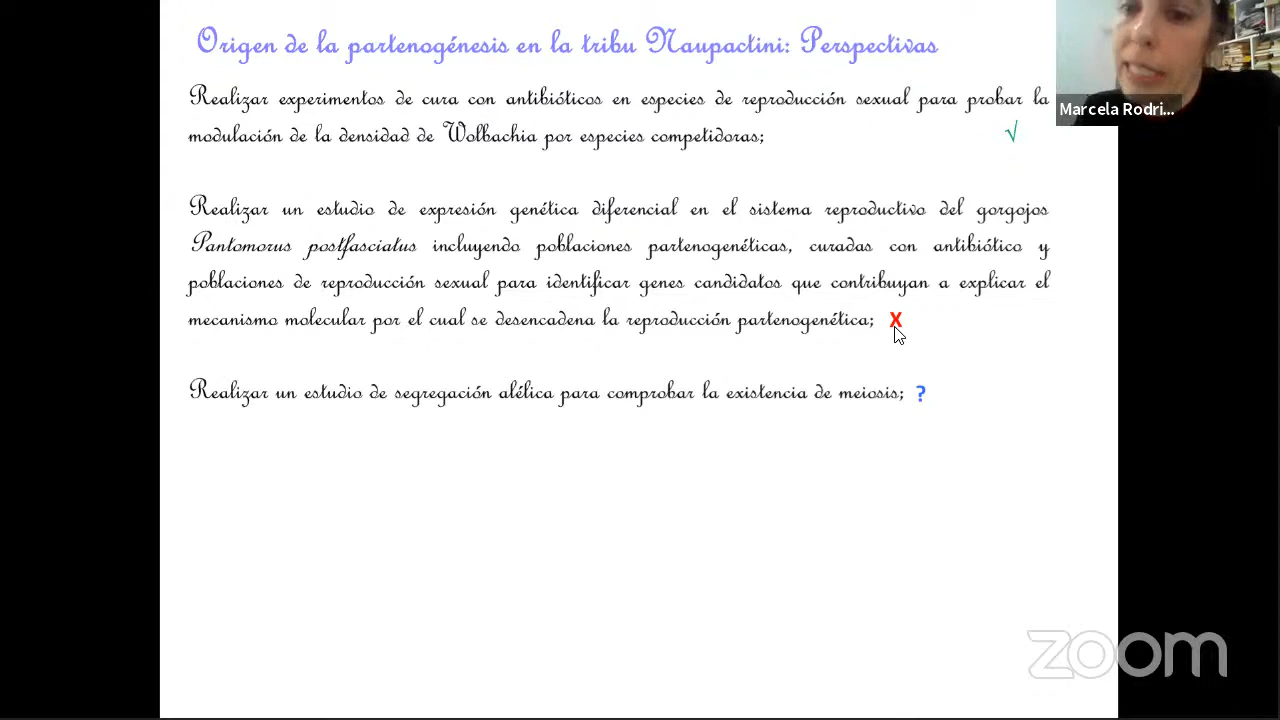 Origen de la partenogénesis en la tribu Naupactini: Perspectivas
Realizar experimentos de cura con antibióticos en especies de reproducción sexual para probar la
modulación de la densidad de Wolbachia por especies competidoras;
√
Realizar un estudio de expresión genética diferencial en el sistema reproductivo del gorgojos
Pantomorus postfasciatus incluyendo poblaciones partenogenéticas, curadas con antibiótico y
poblaciones de reproducción sexual para identificar genes candidatos que contribuyan a explicar el
mecanismo molecular por el cual se desencadena la reproducción partenogenética; X
Realizar un estudio de segregación alélica para comprobar la existencia de meiosis; ?
Marcela Rodri...
zoom